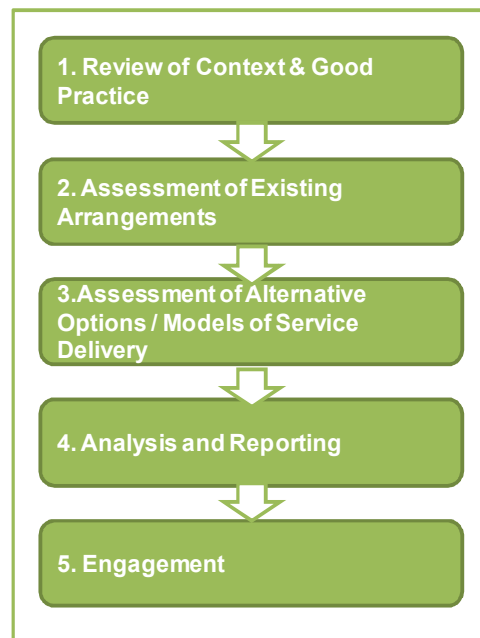 1. Review of Context & Good
Practice
2. Assessment of Existing
Arrangements
3.Assessment of Alternative
Options / Models of Service
Delivery
4. Analysis and Reporting
5. Engagement